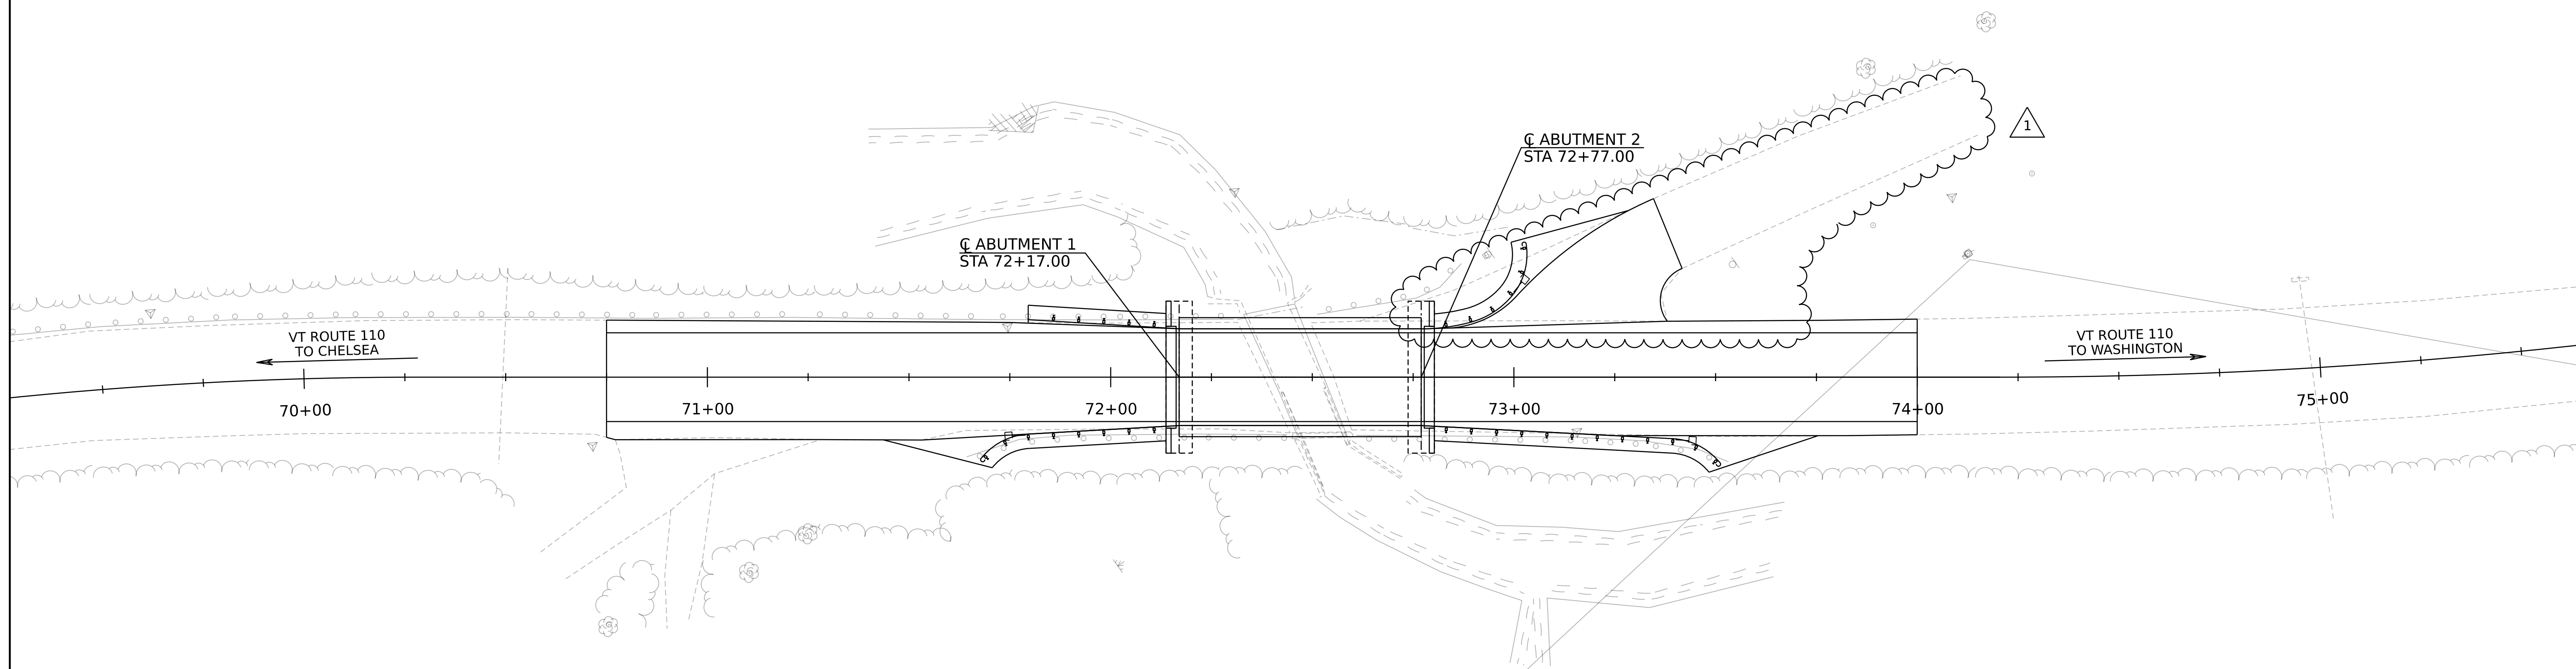 1
℄ ABUTMENT 2
STA 72+77.00
℄ ABUTMENT 1
STA 72+17.00
VT ROUTE 110
TO CHELSEA
VT ROUTE 110
TO WASHINGTON
70+00
71+00
72+00
73+00
74+00
75+00